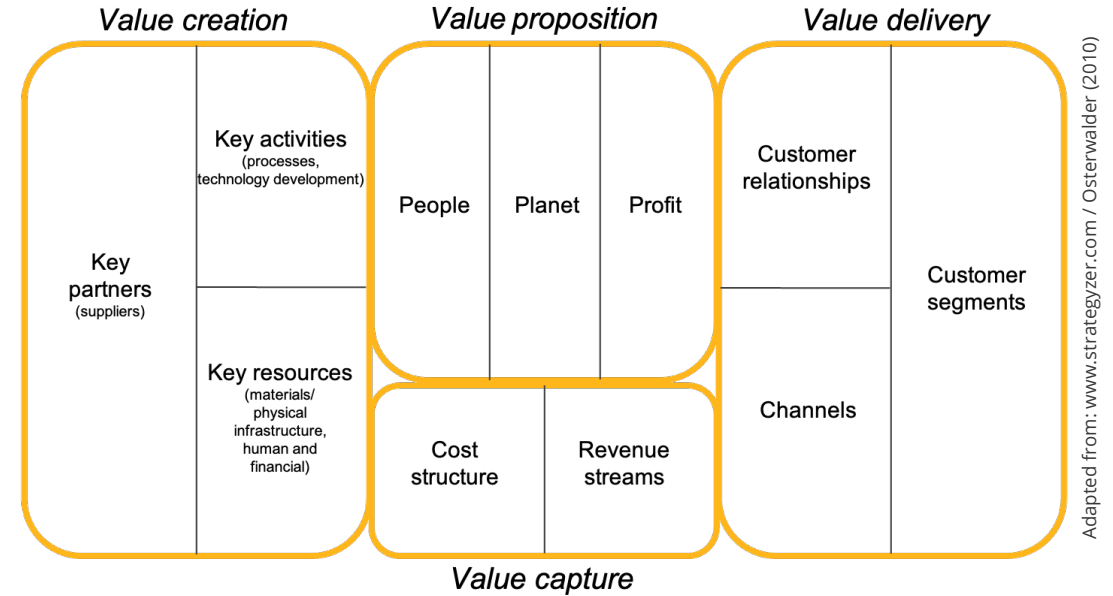 Value creation
Value proposition
Value delivery
Key
partners
(suppliers)
Key activities
(processes,
technology development)
Key resources
(materials/
physical
infrastructure,
human and
financial)
People
Planet
Profit
Cost
structure
Revenue
streams
Value capture
Customer
relationships
Channels
Customer
segments
Adapted from: www.strategyzer.com / Osterwalder (2010)